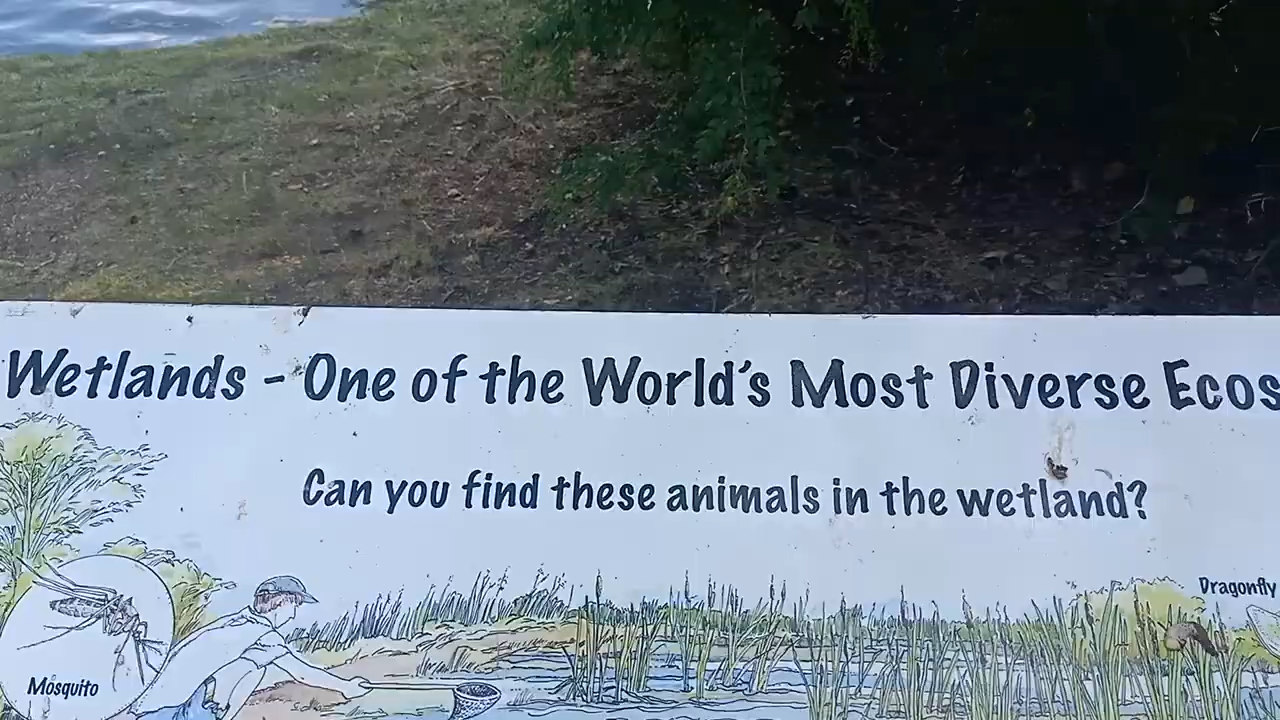 Wetlands - One of the World's Most Diverse Ecos
Can you find these animals in the wetland?
Dragonfly
Mosquito